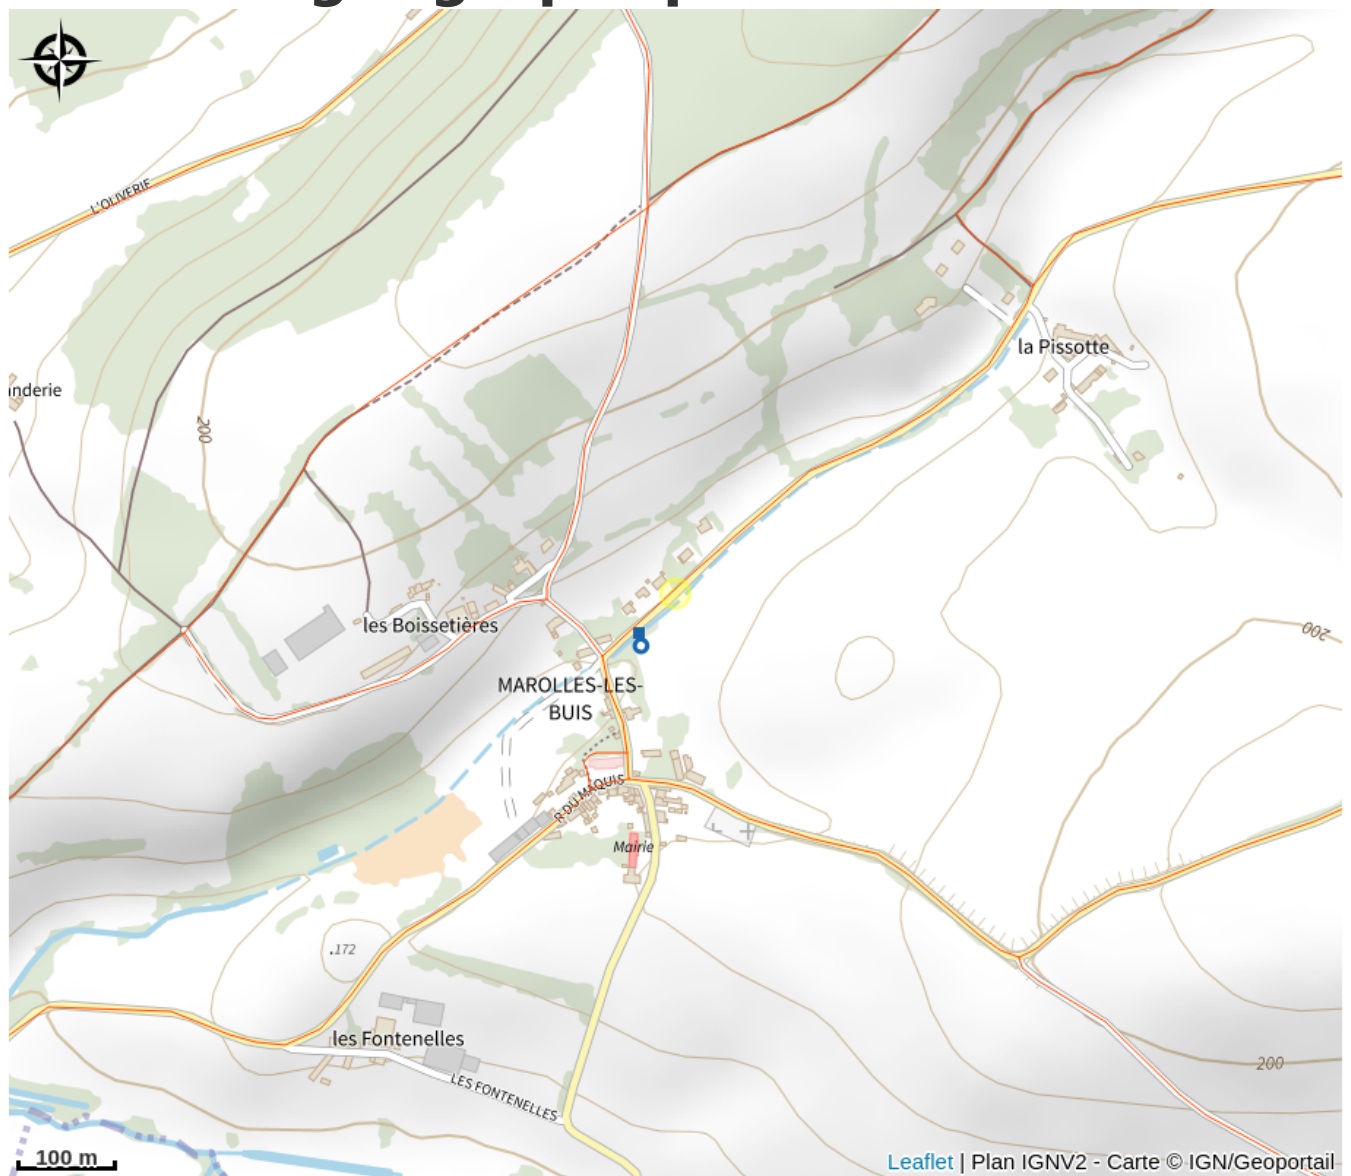 L'OLIVERIE
anderie
200
la Pissotte
les Boissetières
200
MAROLLES-LES-
BUIS
R DU MAQUIS
Mairie
.172
les Fontenelles
200
LES FONTENELLES
100 m
Leaflet | Plan IGNV2 - Carte © IGN/Geoportail